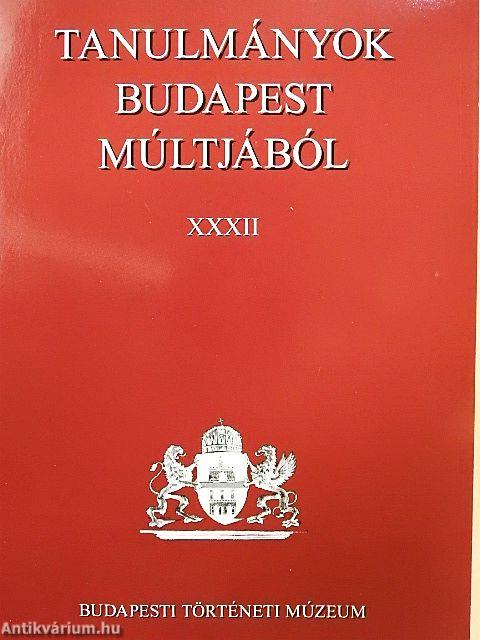 TANULMÁNYOK
BUDAPEST
MÚLTJÁBÓL
XXXII
BUDAPESTI TÖRTÉNETI MÚZEUM
Antikvárium.hu